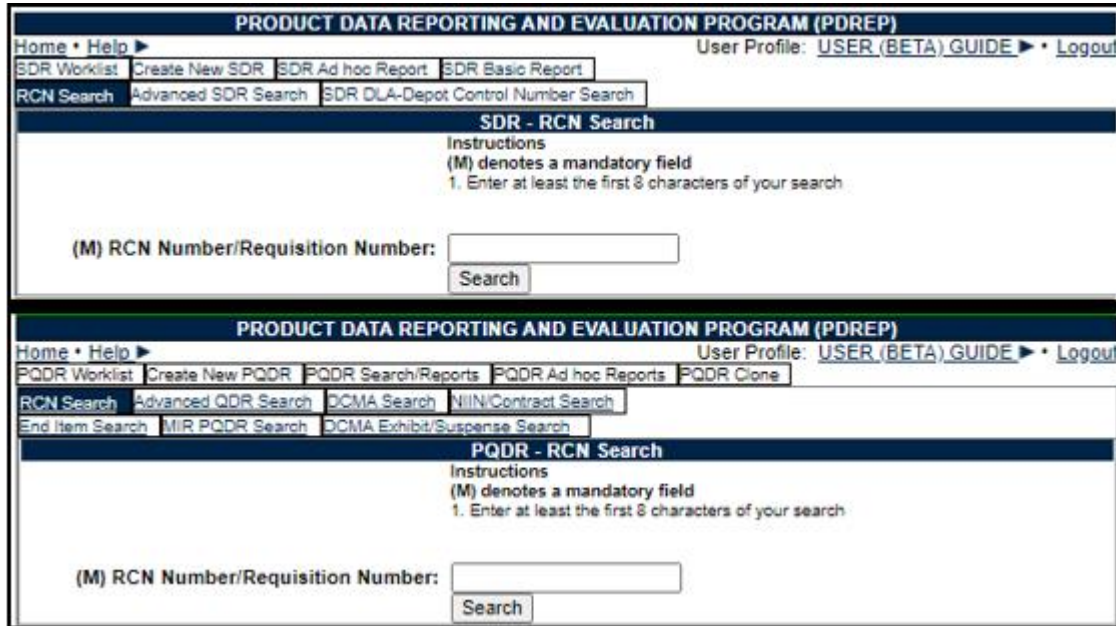 PRODUCT DATA REPORTING AND EVALUATION PROGRAM (PDREP)
Home • Help ▶ User Profile: USER (BETA) GUIDE ▶ • Logout
SDR Worklist Create New SDR SDR Ad hoc Report SDR Basic Report
RCN Search Advanced SDR Search SDR DLA-Depot Control Number Search
SDR - RCN Search
Instructions
(M) denotes a mandatory field
1. Enter at least the first 8 characters of your search
(M) RCN Number/Requisition Number:
Search
PRODUCT DATA REPORTING AND EVALUATION PROGRAM (PDREP)
Home • Help ▶ User Profile: USER (BETA) GUIDE ▶ • Logout
PQDR Worklist Create New PQDR PQDR Search/Reports PQDR Ad hoc Reports PQDR Clone
RCN Search Advanced QDR Search DCMA Search NIIN/Contract Search
End Item Search MIR PQDR Search DCMA Exhibit/Suspense Search
PQDR - RCN Search
Instructions
(M) denotes a mandatory field
1. Enter at least the first 8 characters of your search
(M) RCN Number/Requisition Number:
Search